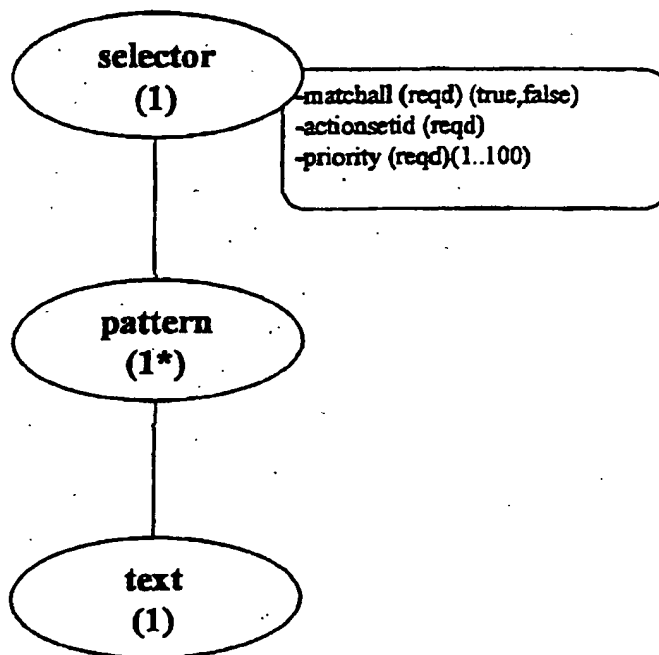 selector
(1)
-matchall (reqd) (true,false)
-actionsetid (reqd)
-priority (reqd)(1..100)
pattern
(1*)
text
(1)